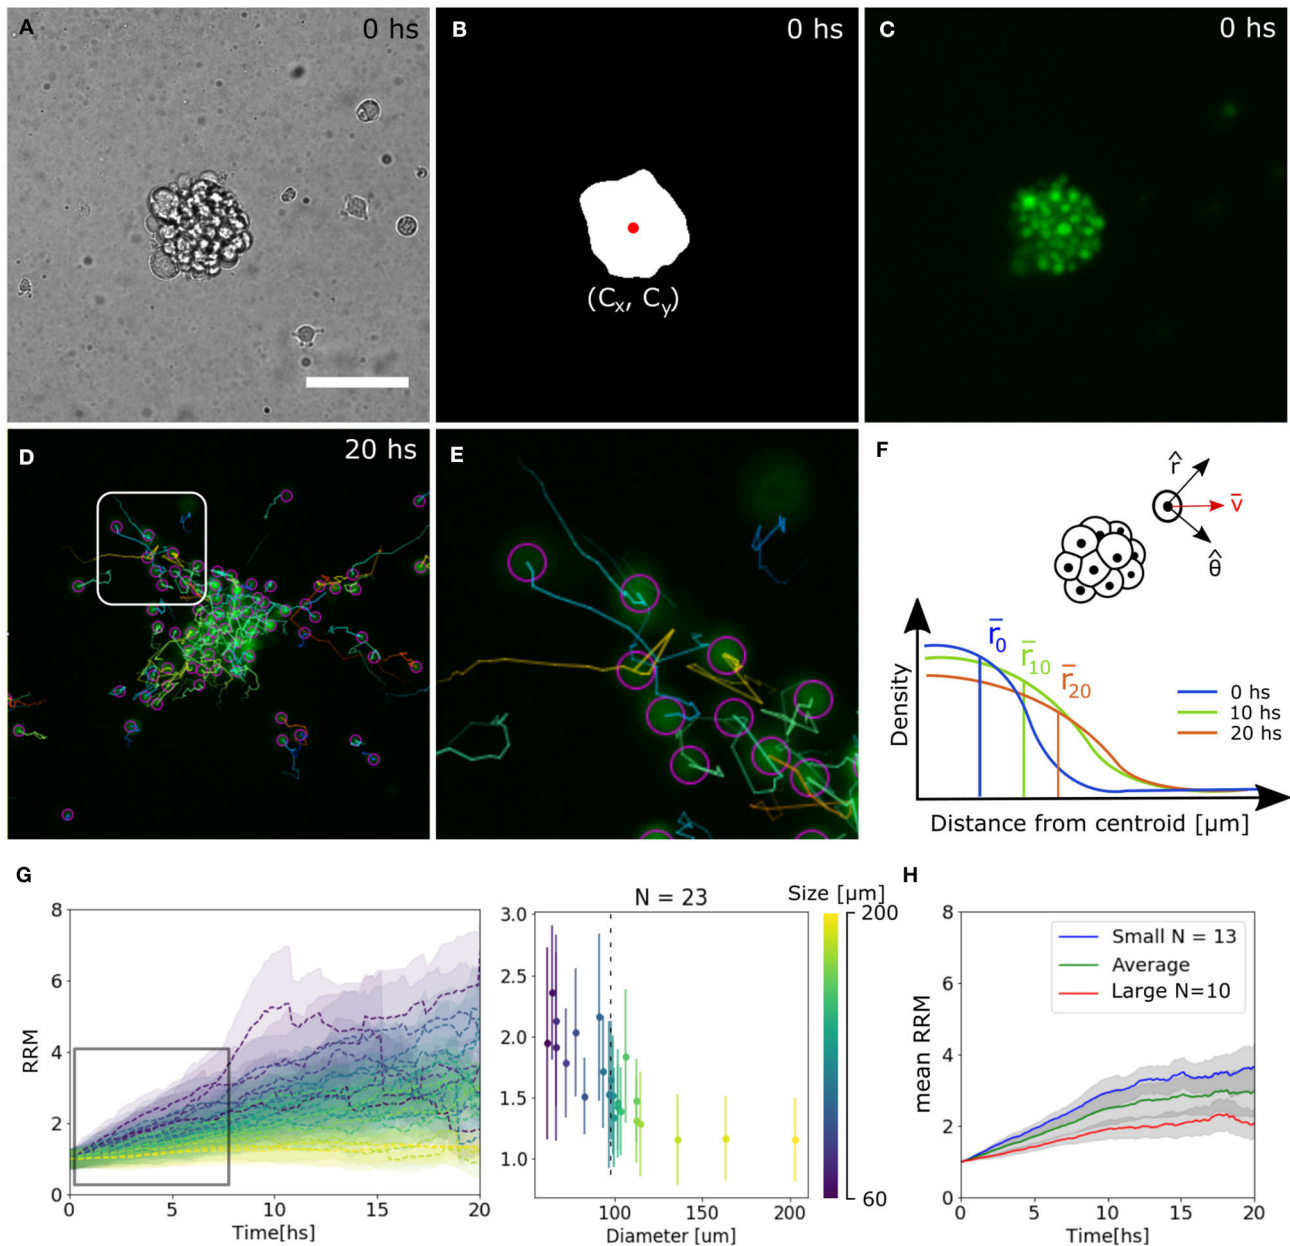 A
0 hs
B
0 hs
(Cx, Cy)
C
0 hs
D
20 hs
E
F
r̂
v̄
θ̂
r̄0
r̄10
r̄20
Density
0 hs
10 hs
20 hs
Distance from centroid [µm]
G
8
6
4
2
0
RRM
0
5
10
15
20
Time[hs]
N = 23
3.0
2.5
2.0
1.5
1.0
100
150
200
Diameter [um]
Size [µm]
200
60
H
8
6
4
2
0
mean RRM
Small N = 13
Average
Large N=10
0
5
10
15
20
Time[hs]